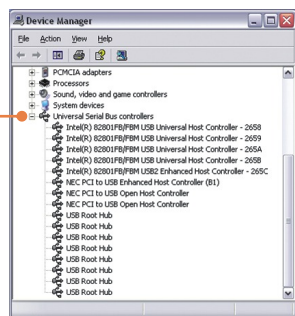 Device Manager
File Action View Help
PCMCIA adapters
Processors
Sound, video and game controllers
System devices
Universal Serial Bus controllers
Intel(R) 82801FB/FBM USB Universal Host Controller - 2658
Intel(R) 82801FB/FBM USB Universal Host Controller - 2659
Intel(R) 82801FB/FBM USB Universal Host Controller - 265A
Intel(R) 82801FB/FBM USB Universal Host Controller - 265B
Intel(R) 82801FB/FBM USB2 Enhanced Host Controller - 265C
NEC PCI to USB Enhanced Host Controller (B1)
NEC PCI to USB Open Host Controller
NEC PCI to USB Open Host Controller
USB Root Hub
USB Root Hub
USB Root Hub
USB Root Hub
USB Root Hub
USB Root Hub
USB Root Hub
USB Root Hub